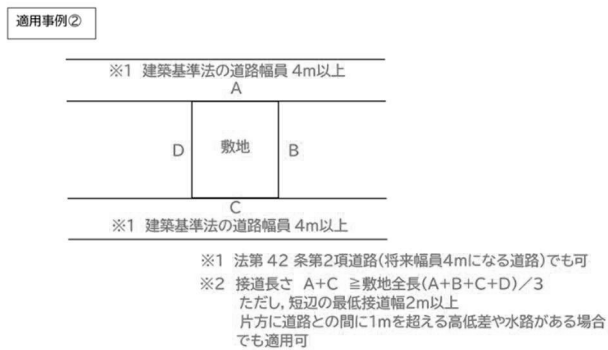 適用事例②
※1 建築基準法の道路幅員 4m以上
A
D 敷地 B
C
※1 建築基準法の道路幅員 4m以上
※1 法第 42 条第2項道路(将来幅員4mになる道路)でも可
※2 接道長さ A+C ≧敷地全長(A+B+C+D)/3
ただし,短辺の最低接道幅2m以上
片方に道路との間に1mを超える高低差や水路がある場合
でも適用可